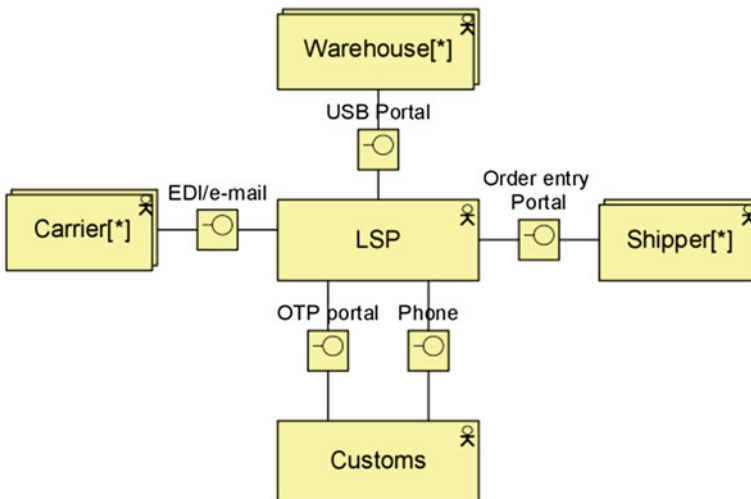 Warehouse[*]
USB Portal
EDI/e-mail
Order entry
Portal
Carrier[*]
LSP
Shipper[*]
OTP portal
Phone
Customs